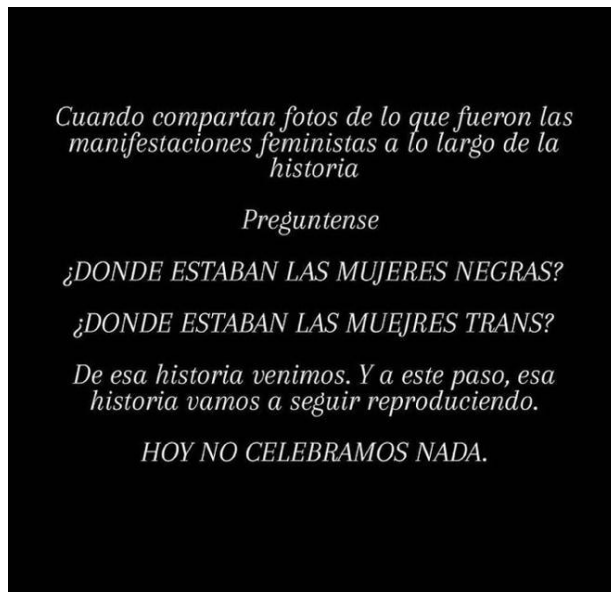 Cuando compartan fotos de lo que fueron las
manifestaciones feministas a lo largo de la
historia
Preguntense
¿DONDE ESTABAN LAS MUJERES NEGRAS?
¿DONDE ESTABAN LAS MUEJRES TRANS?
De esa historia venimos. Y a este paso, esa
historia vamos a seguir reproduciendo.
HOY NO CELEBRAMOS NADA.